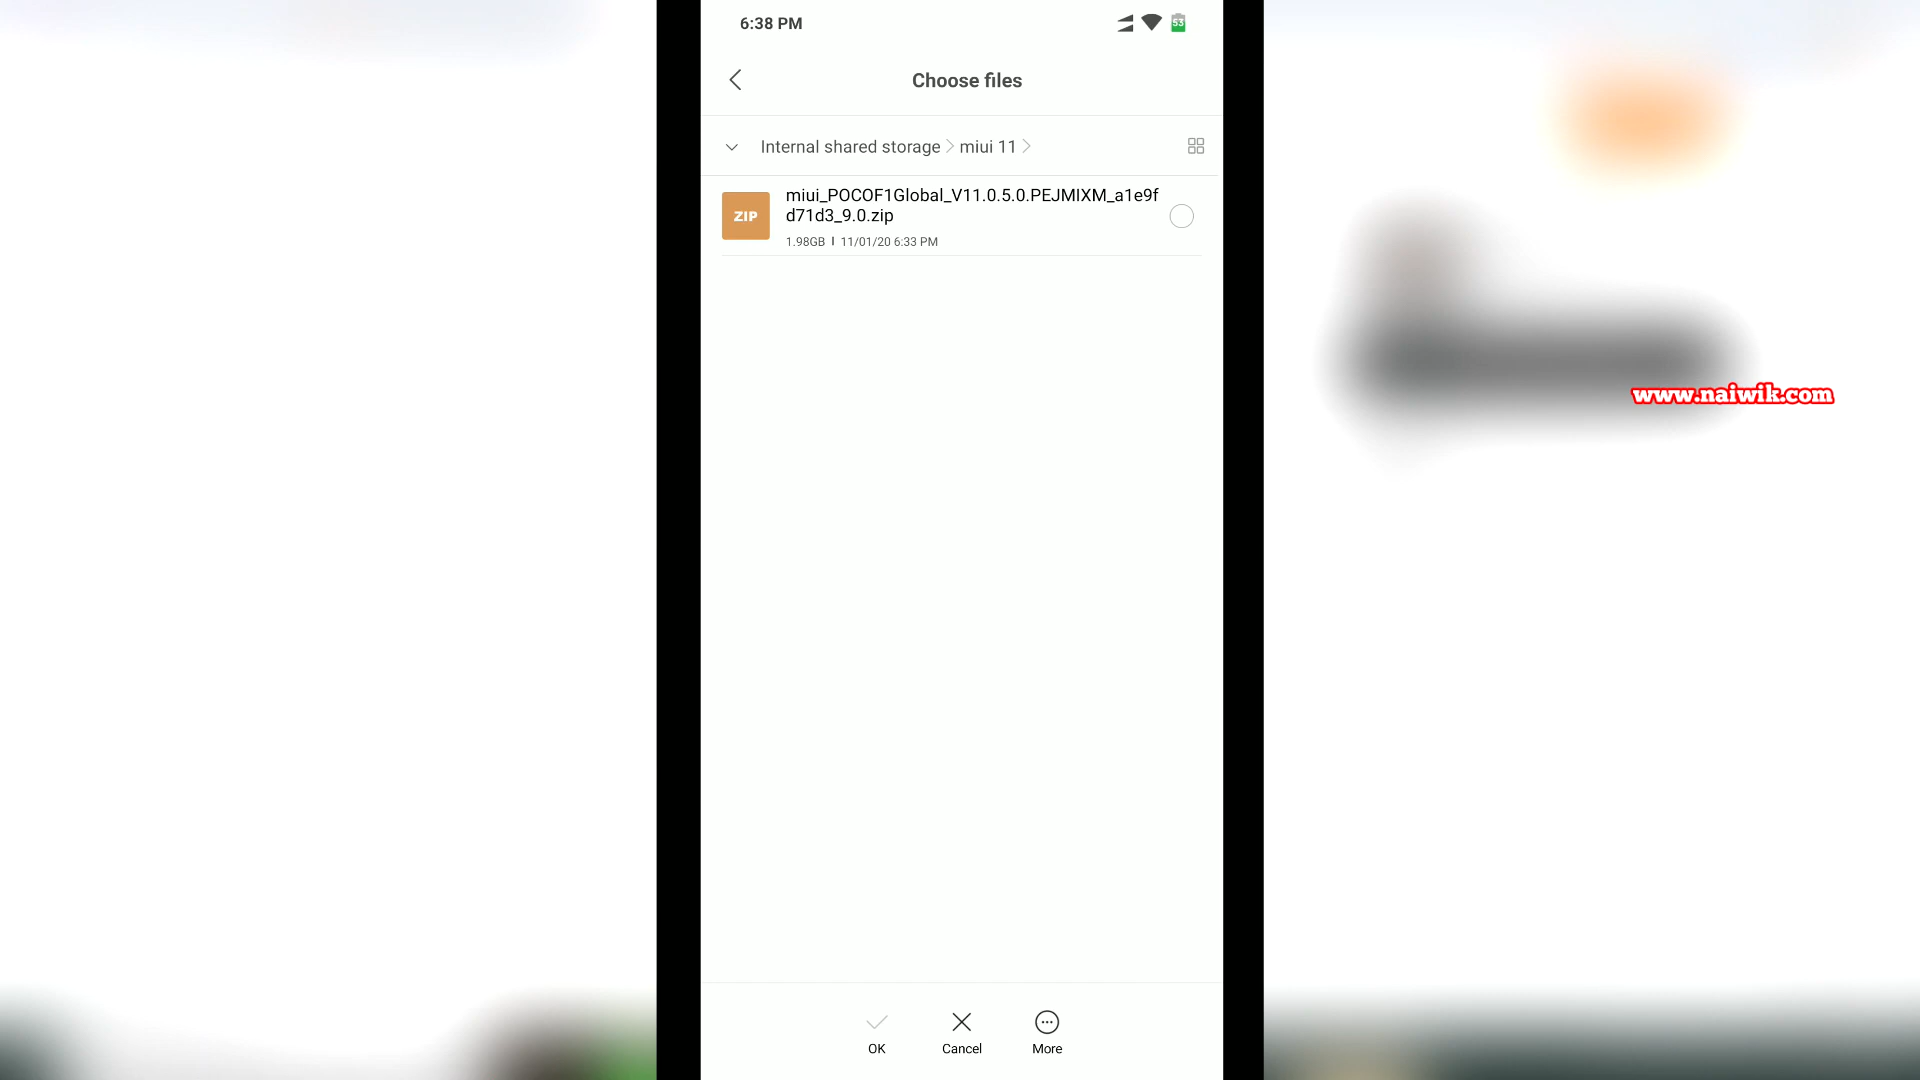 6:38 PM
53
Choose files
Internal shared storage > miui 11 >
ZIP
miui_POCOF1Global_V11.0.5.0.PEJMIXM_a1e9f
d71d3_9.0.zip
1.98GB | 11/01/20 6:33 PM
www.naiwik.com
OK
Cancel
More